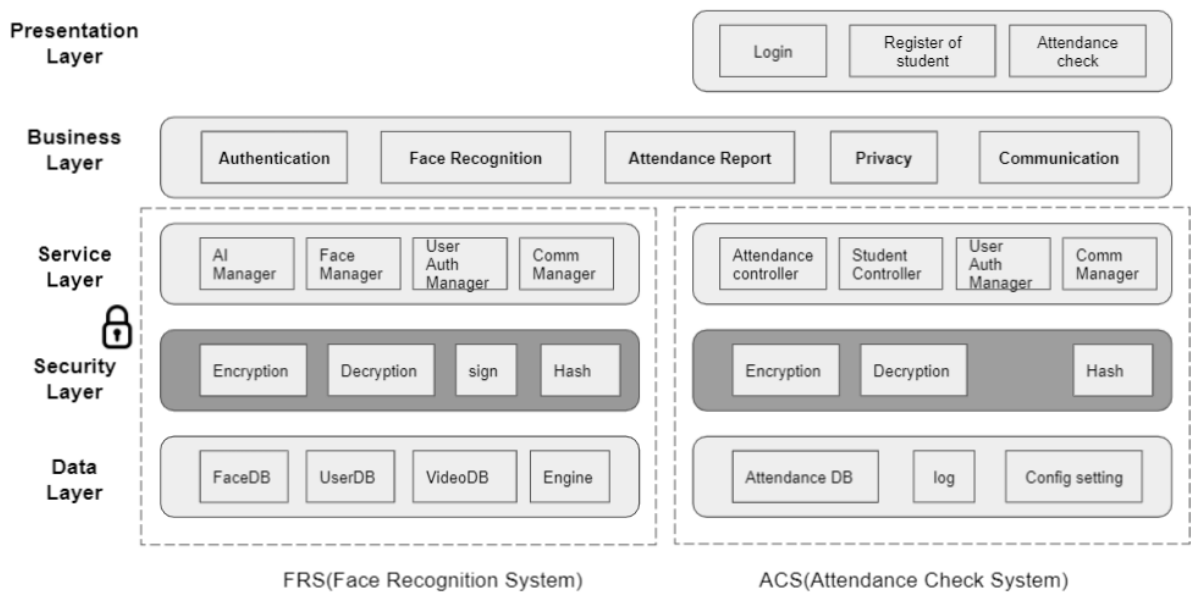 Presentation
Layer
Login
Register of
student
Attendance
check
Business
Layer
Authentication
Face Recognition
Attendance Report
Privacy
Communication
Service
Layer
AI
Manager
Face
Manager
User
Auth
Manager
Comm
Manager
Attendance
controller
Student
Controller
User
Auth
Manager
Comm
Manager
Security
Layer
Encryption
Decryption
sign
Hash
Encryption
Decryption
Hash
Data
Layer
FaceDB
UserDB
VideoDB
Engine
Attendance DB
log
Config setting
FRS(Face Recognition System)
ACS(Attendance Check System)